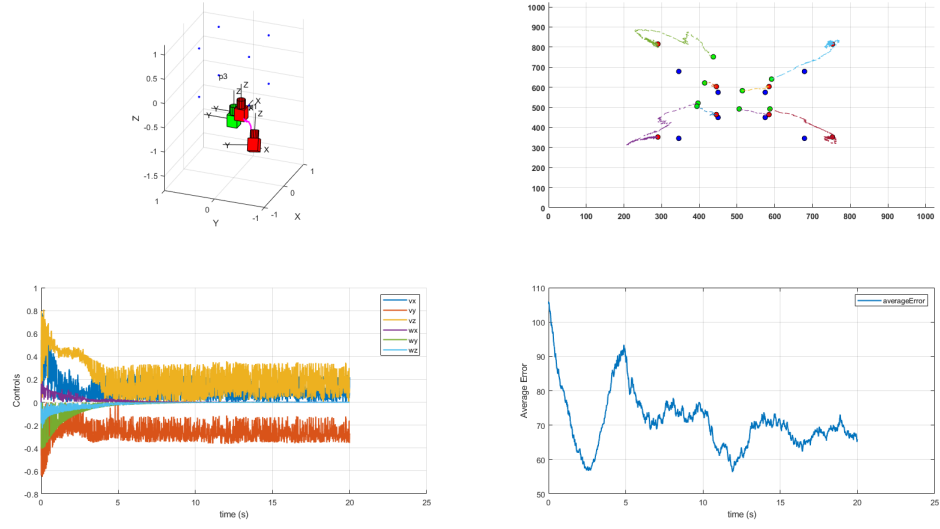 1
0.5
0
-0.5
-1
-1.5
Z
p3
Z
Z
X
Y
Y
Z
Y
X
1
0
-1
Y
-1
0
1
X
1000
900
800
700
600
500
400
300
200
100
0
0 100 200 300 400 500 600 700 800 900 1000
1
0.8
0.6
0.4
0.2
0
-0.2
-0.4
-0.6
-0.8
Controls
vx
vy
vz
wx
wy
wz
0 5 10 15 20 25
time (s)
110
100
90
80
70
60
50
Average Error
averageError
0 5 10 15 20 25
time (s)